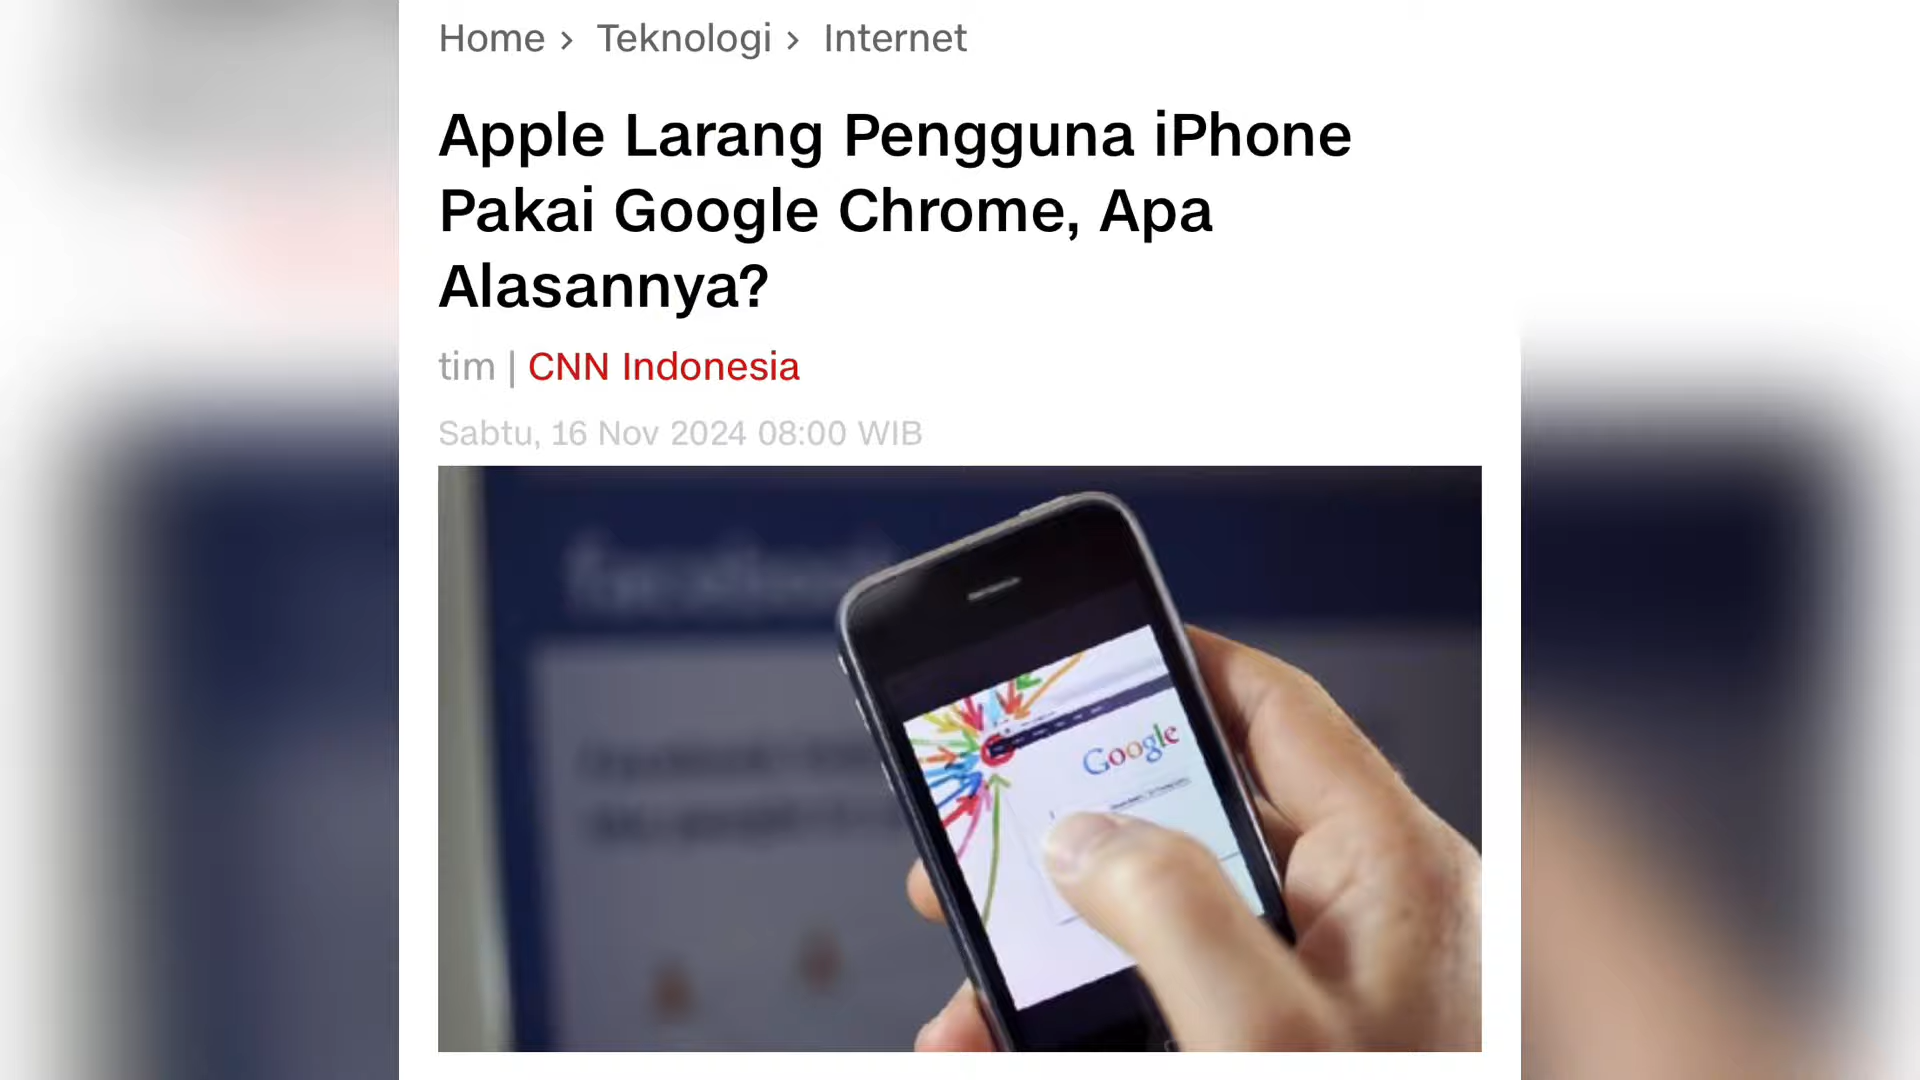 Home › Teknologi › Internet
Apple Larang Pengguna iPhone
Pakai Google Chrome, Apa
Alasannya?
tim | CNN Indonesia
Sabtu, 16 Nov 2024 08:00 WIB
facebook
Google